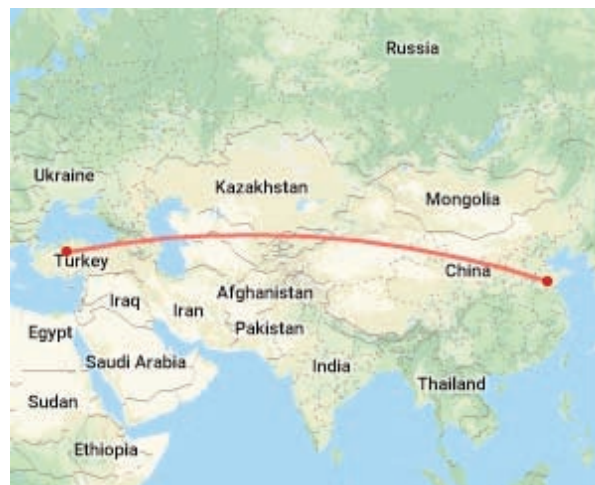 Russia
Ukraine
Kazakhstan
Mongolia
Turkey
China
Iraq
Iran
Afghanistan
Egypt
Pakistan
Saudi Arabia
India
Thailand
Sudan
Ethiopia